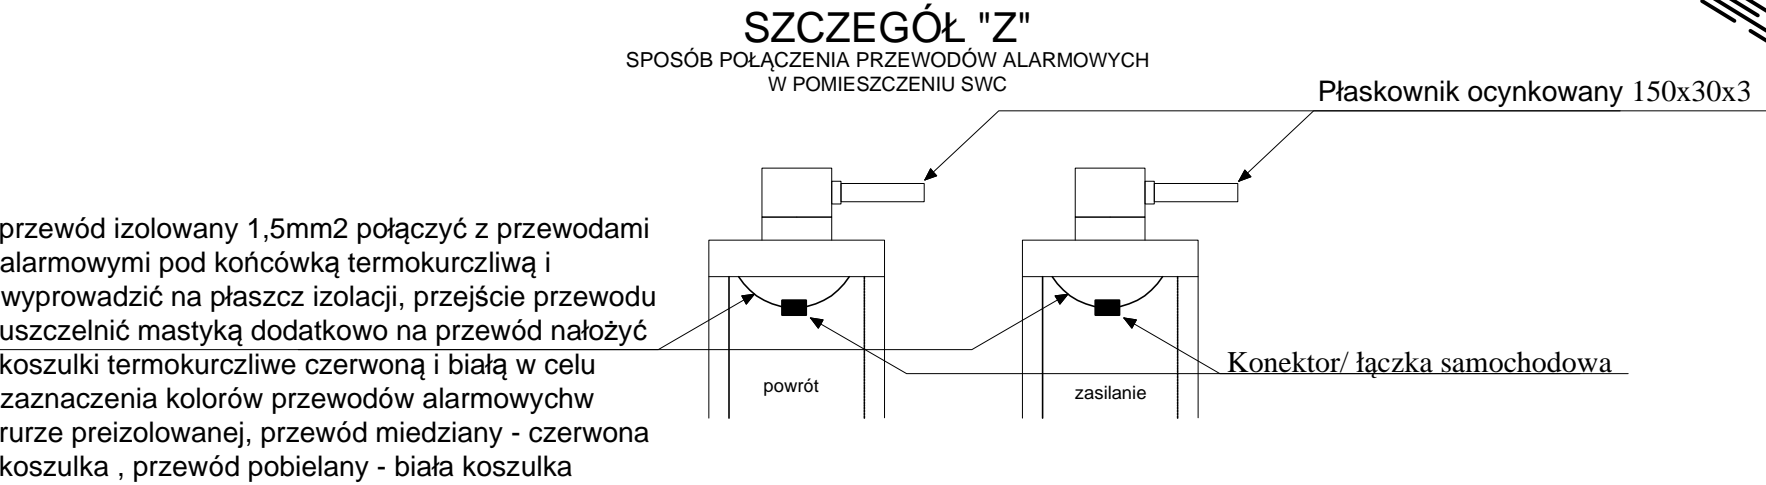 SZCZEGÓŁ "Z"
SPOSÓB POŁĄCZENIA PRZEWODÓW ALARMOWYCH
W POMIESZCZENIU SWC
Płaskownik ocynkowany 150x30x3
przewód izolowany 1,5mm2 połączyć z przewodami
alarmowymi pod końcówką termokurczliwą i
wyprowadzić na płaszcz izolacji, przejście przewodu
uszczelnić mastyką dodatkowo na przewód nałożyć
koszulki termokurczliwe czerwoną i białą w celu
zaznaczenia kolorów przewodów alarmowychw
rurze preizolowanej, przewód miedziany - czerwona
koszulka , przewód pobielany - biała koszulka
Konektor/ łączka samochodowa
powrót
zasilanie